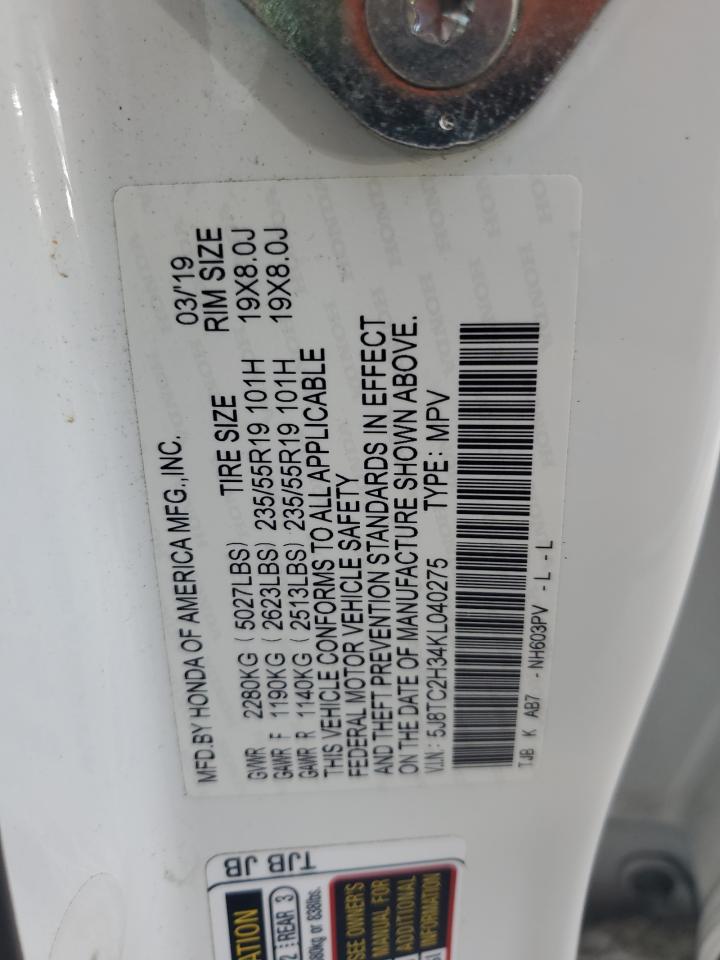 MFD.BY HONDA OF AMERICA MFG.,INC. 03/'19
TIRE SIZE RIM SIZE
GVWR 2280KG (5027LBS)
GAWR F 1190KG (2623LBS) 235/55R19 101H 19X8.0J
GAWR R 1140KG (2513LBS) 235/55R19 101H 19X8.0J
THIS VEHICLE CONFORMS TO ALL APPLICABLE
FEDERAL MOTOR VEHICLE SAFETY
AND THEFT PREVENTION STANDARDS IN EFFECT
ON THE DATE OF MANUFACTURE SHOWN ABOVE.
V.I.N: 5J8TC2H34KL040275 TYPE: MPV
TJB K AB7 - NH603PV - L - L
TJB JB
REAR 3
838lbs.
SEE OWNER'S
MANUAL FOR
ADDITIONAL
INFORMATION